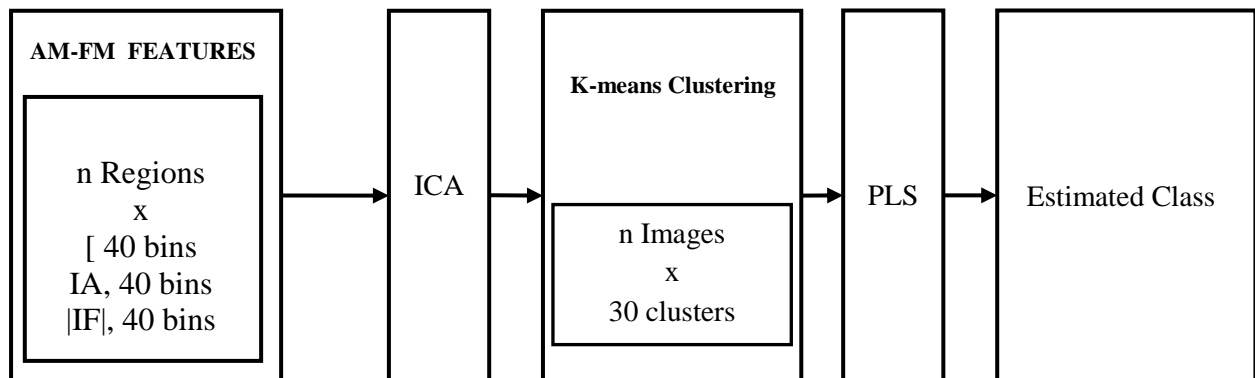 AM-FM FEATURES
n Regions
x
[ 40 bins
IA, 40 bins
|IF|, 40 bins
ICA
K-means Clustering
n Images
x
30 clusters
PLS
Estimated Class